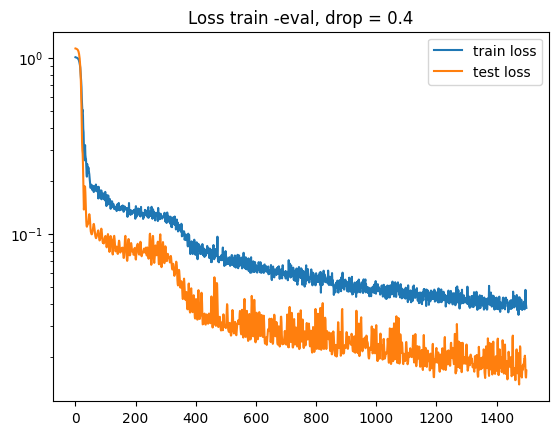 Loss train -eval, drop = 0.4
train loss
test loss
10⁰
10⁻¹
0 200 400 600 800 1000 1200 1400